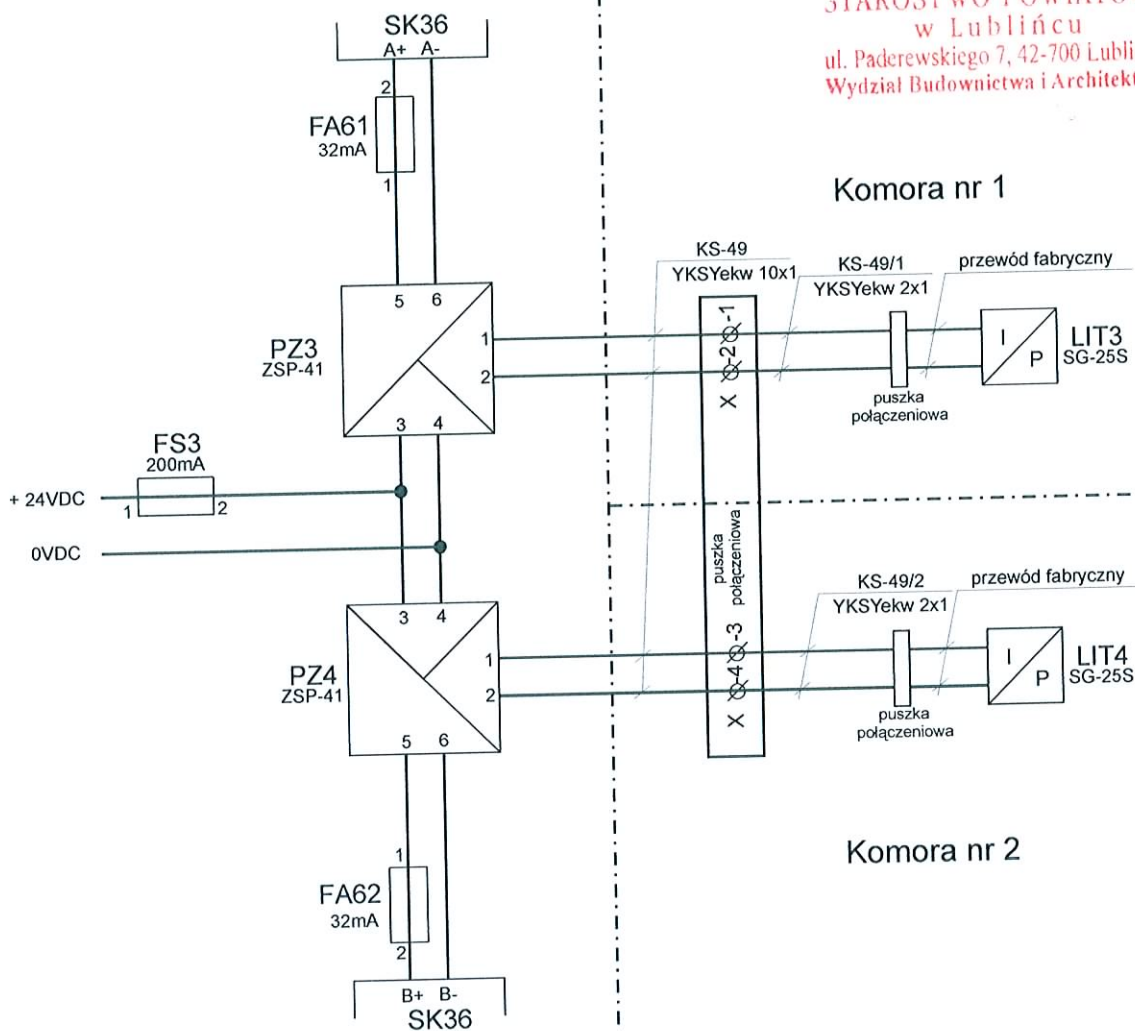 STAROSTWO POWIATO
w Lublińcu
ul. Paderewskiego 7, 42-700 Lubli
Wydział Budownictwa i Architekt
SK36
A+ A-
2
FA61
32mA
1
Komora nr 1
5 6
PZ3
ZSP-41
1
2
3 4
KS-49
YKSYekw 10x1
KS-49/1
YKSYekw 2x1
przewód fabryczny
X -2 -1
puszka
połączeniowa
I
P
LIT3
SG-25S
FS3
200mA
+ 24VDC
1 2
0VDC
puszka
połączeniowa
3 4
PZ4
ZSP-41
1
2
5 6
KS-49/2
YKSYekw 2x1
przewód fabryczny
X -4 -3
puszka
połączeniowa
I
P
LIT4
SG-25S
Komora nr 2
1
FA62
32mA
2
B+ B-
SK36